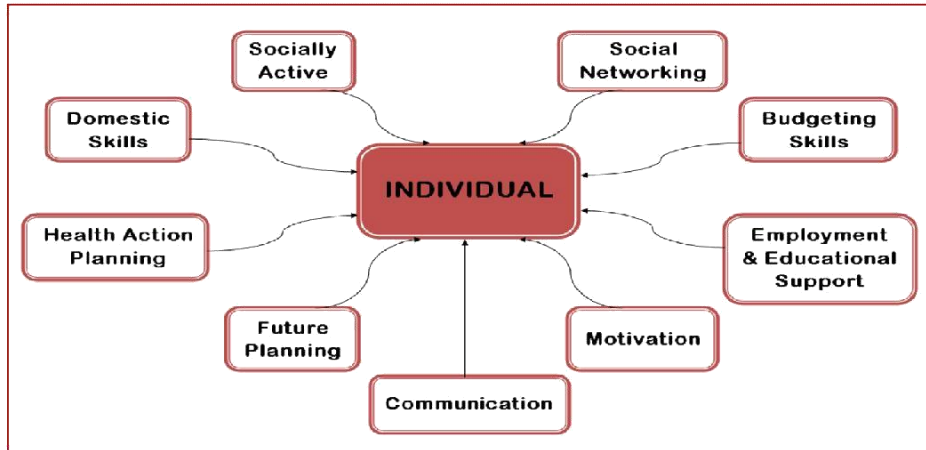 Socially
Active
Social
Networking
Domestic
Skills
Budgeting
Skills
INDIVIDUAL
Health Action
Planning
Employment
& Educational
Support
Future
Planning
Motivation
Communication